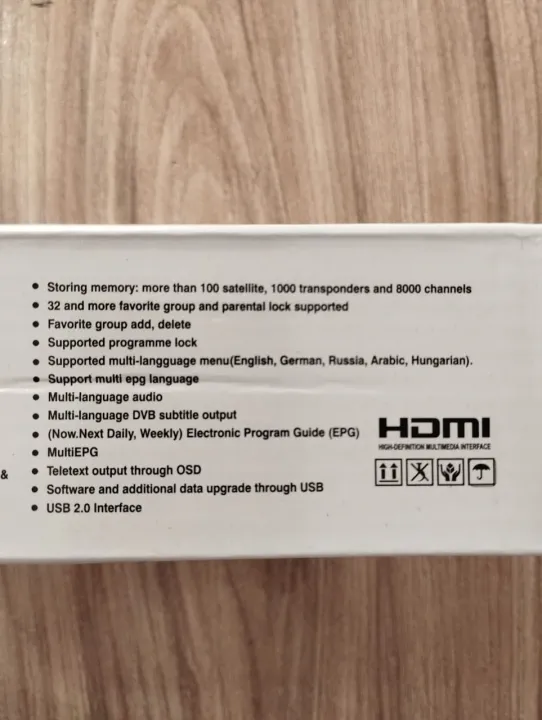 • Storing memory: more than 100 satellite, 1000 transponders and 8000 channels
• 32 and more favorite group and parental lock supported
• Favorite group add, delete
• Supported programme lock
• Supported multi-langguage menu(English, German, Russia, Arabic, Hungarian).
• Support multi epg language
• Multi-language audio
• Multi-language DVB subtitle output
• (Now.Next Daily, Weekly) Electronic Program Guide (EPG)
• MultiEPG
& • Teletext output through OSD
• Software and additional data upgrade through USB
• USB 2.0 Interface
HDMI
HIGH-DEFINITION MULTIMEDIA INTERFACE